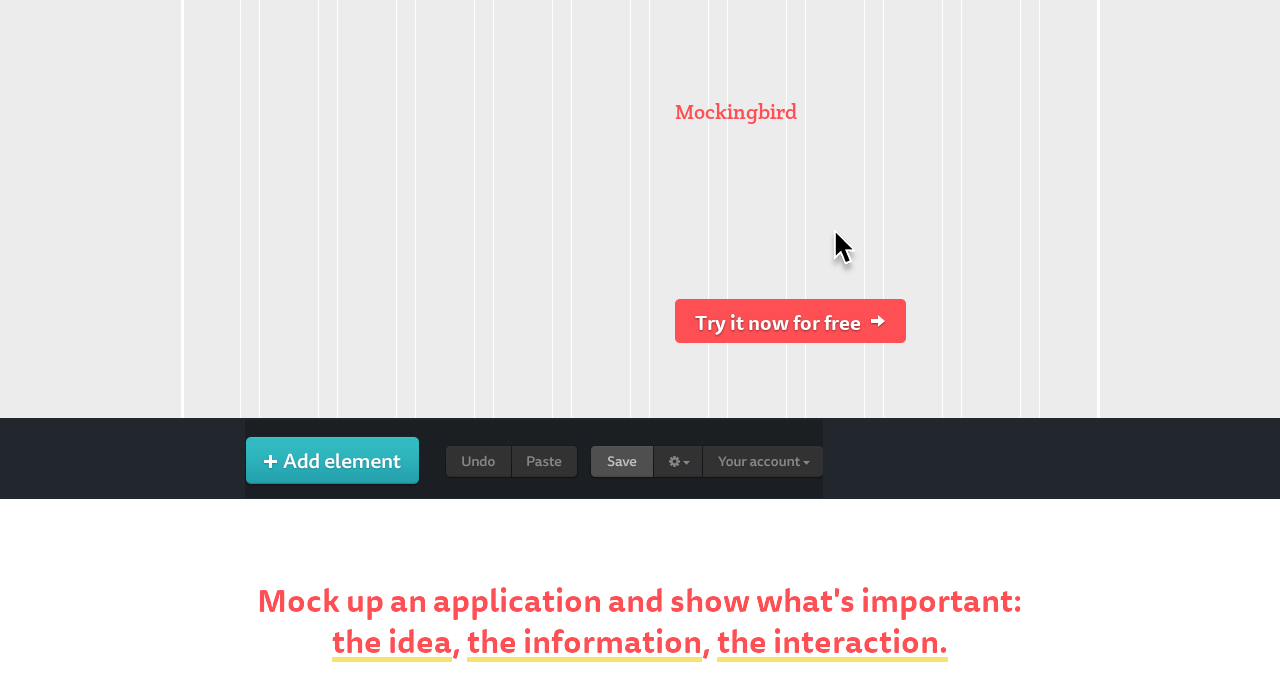 Mockingbird
Try it now for free
Add element
Undo
Paste
Save
Your account
Mock up an application and show what's important:
the idea, the information, the interaction.